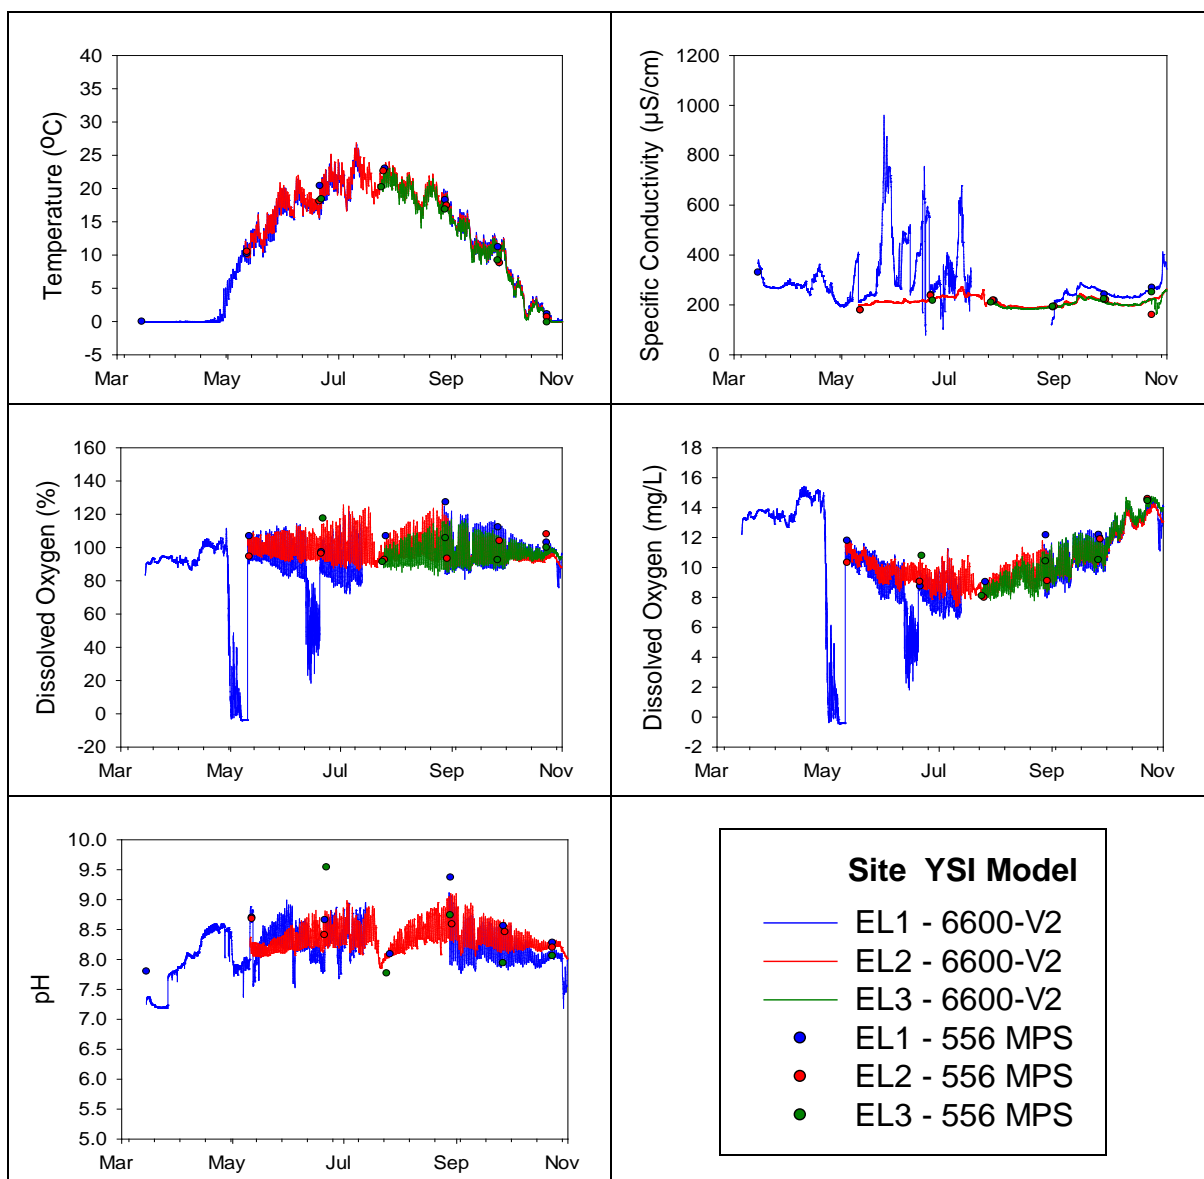 Temperature (ºC)
40
35
30
25
20
15
10
5
0
-5
Mar May Jul Sep Nov
Specific Conductivity (µS/cm)
1200
1000
800
600
400
200
0
Mar May Jul Sep Nov
Dissolved Oxygen (%)
160
140
120
100
80
60
40
20
0
-20
Mar May Jul Sep Nov
Dissolved Oxygen (mg/L)
18
16
14
12
10
8
6
4
2
0
-2
Mar May Jul Sep Nov
pH
10.0
9.5
9.0
8.5
8.0
7.5
7.0
6.5
6.0
5.5
5.0
Mar May Jul Sep Nov
Site YSI Model
EL1 - 6600-V2
EL2 - 6600-V2
EL3 - 6600-V2
EL1 - 556 MPS
EL2 - 556 MPS
EL3 - 556 MPS